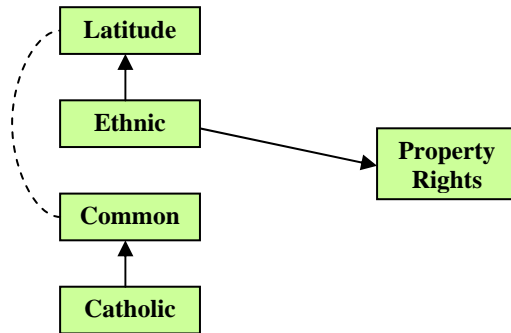 Latitude
Ethnic
Property
Rights
Common
Catholic